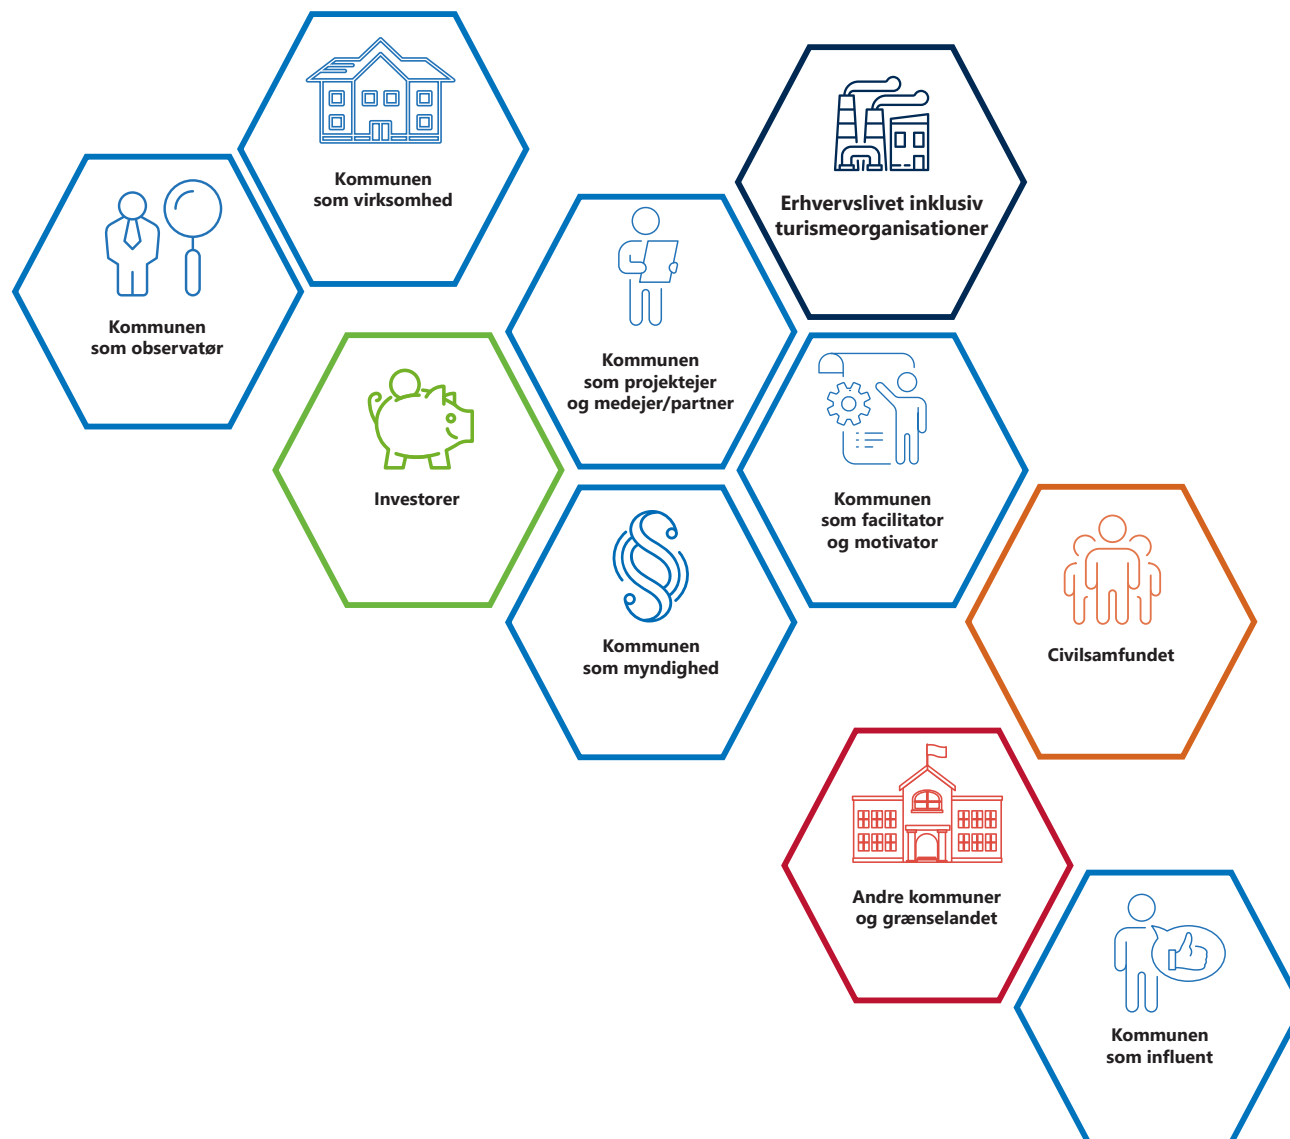 Kommunen
som virksomhed
Erhvervslivet inklusiv
turismeorganisationer
Kommunen
som observatør
Kommunen
som projektejer
og medejer/partner
Investorer
Kommunen
som facilitator
og motivator
Kommunen
som myndighed
Civilsamfundet
Andre kommuner
og grænselandet
Kommunen
som influent